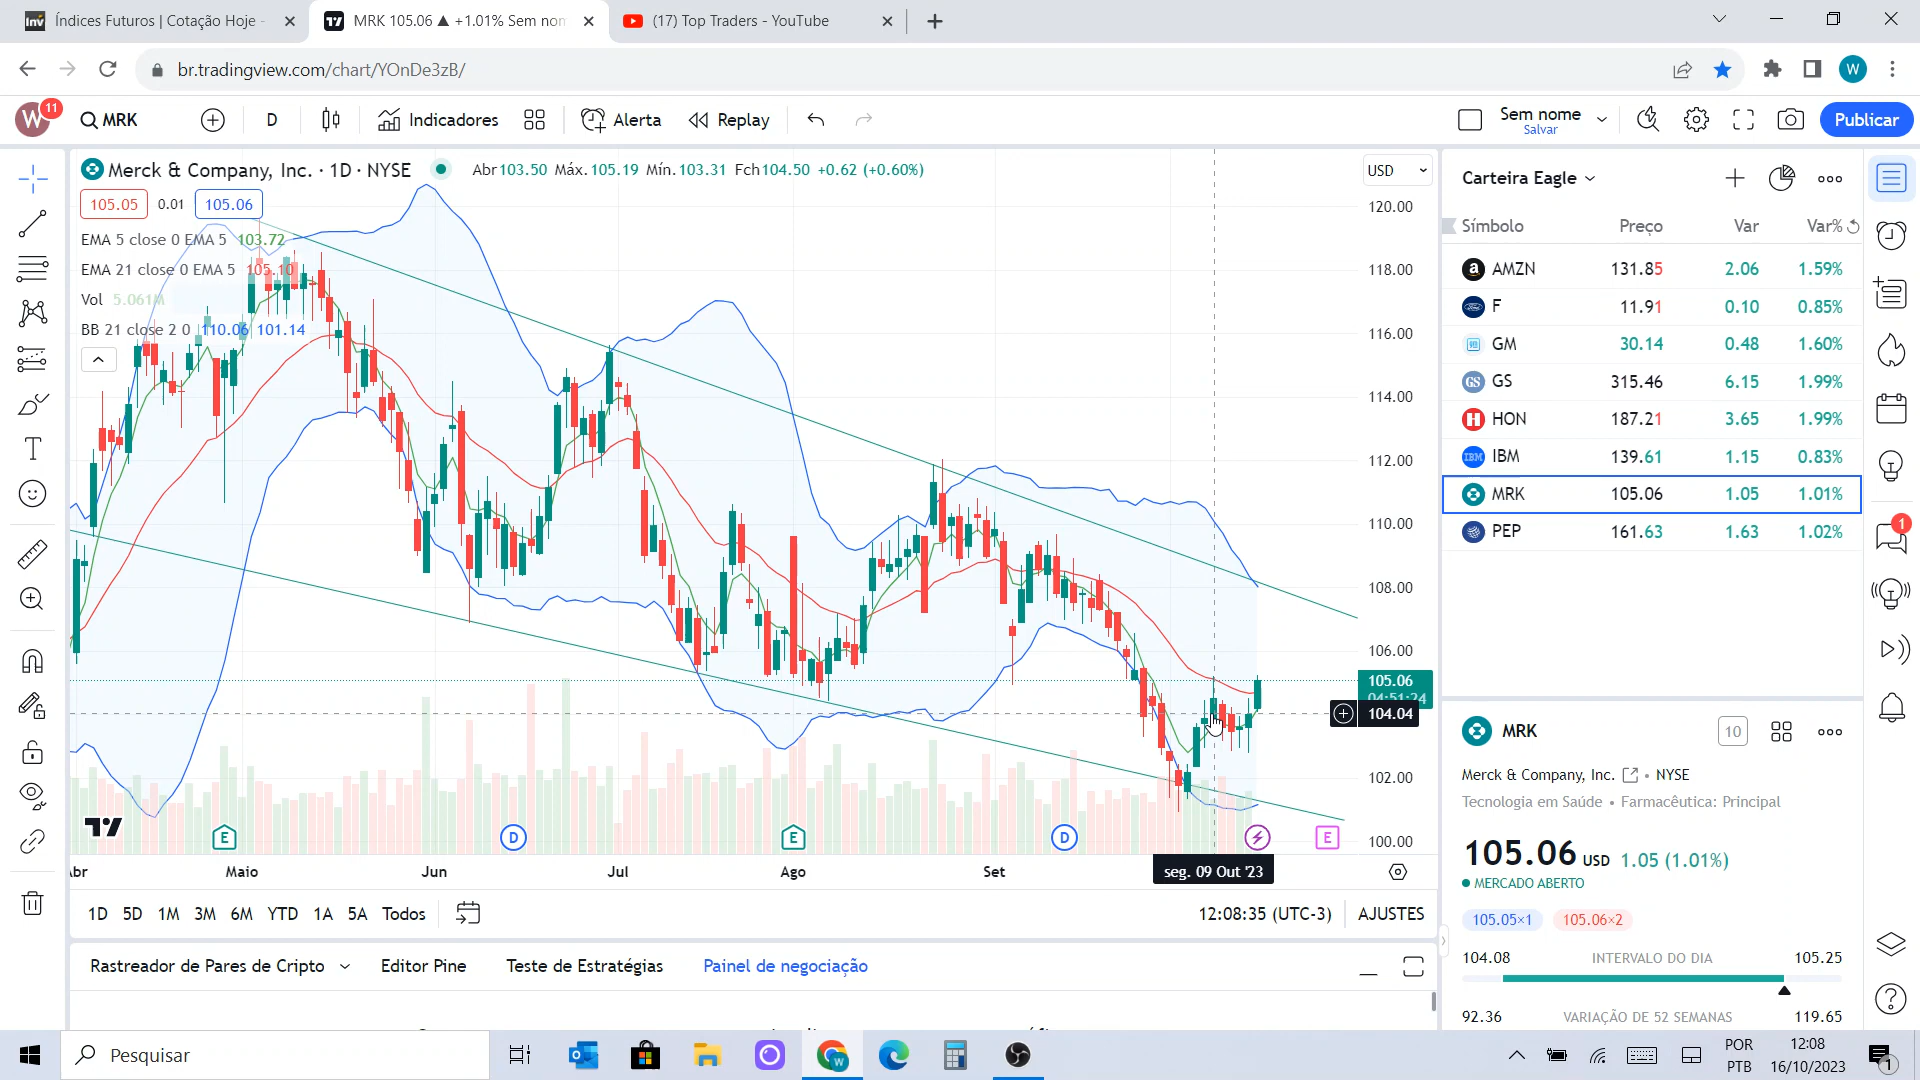 Índices Futuros | Cotação Hoje -
MRK 105.06 ▲ +1.01% Sem nom
(17) Top Traders - YouTube
br.tradingview.com/chart/YOnDe3zB/
W
W
11
MRK
D
Indicadores
Alerta
Replay
Sem nome
Salvar
Publicar
Merck & Company, Inc. · 1D · NYSE
Abr103.50 Máx.105.19 Mín.103.31 Fch104.50 +0.62 (+0.60%)
USD
105.05
0.01
105.06
EMA 5 close 0 EMA 5 103.72
EMA 21 close 0 EMA 5 105.10
Vol 5.061M
BB 21 close 2 0 110.06 101.14
120.00
118.00
116.00
114.00
112.00
110.00
108.00
106.00
105.06
04:51:24
104.04
102.00
100.00
E
D
E
D
E
Maio
Jun
Jul
Ago
Set
seg. 09 Out '23
1D 5D 1M 3M 6M YTD 1A 5A Todos
12:08:35 (UTC-3)
AJUSTES
Rastreador de Pares de Cripto
Editor Pine
Teste de Estratégias
Painel de negociação
Carteira Eagle
Símbolo Preço Var Var%
AMZN 131.85 2.06 1.59%
F 11.91 0.10 0.85%
GM 30.14 0.48 1.60%
GS GS 315.46 6.15 1.99%
HON 187.21 3.65 1.99%
IBM IBM 139.61 1.15 0.83%
MRK 105.06 1.05 1.01%
PEP 161.63 1.63 1.02%
1
MRK
10
Merck & Company, Inc. • NYSE
Tecnologia em Saúde • Farmacêutica: Principal
105.06 USD 1.05 (1.01%)
MERCADO ABERTO
105.05×1
105.06×2
104.08 INTERVALO DO DIA 105.25
92.36 VARIAÇÃO DE 52 SEMANAS 119.65
Pesquisar
POR
PTB
12:08
16/10/2023
1